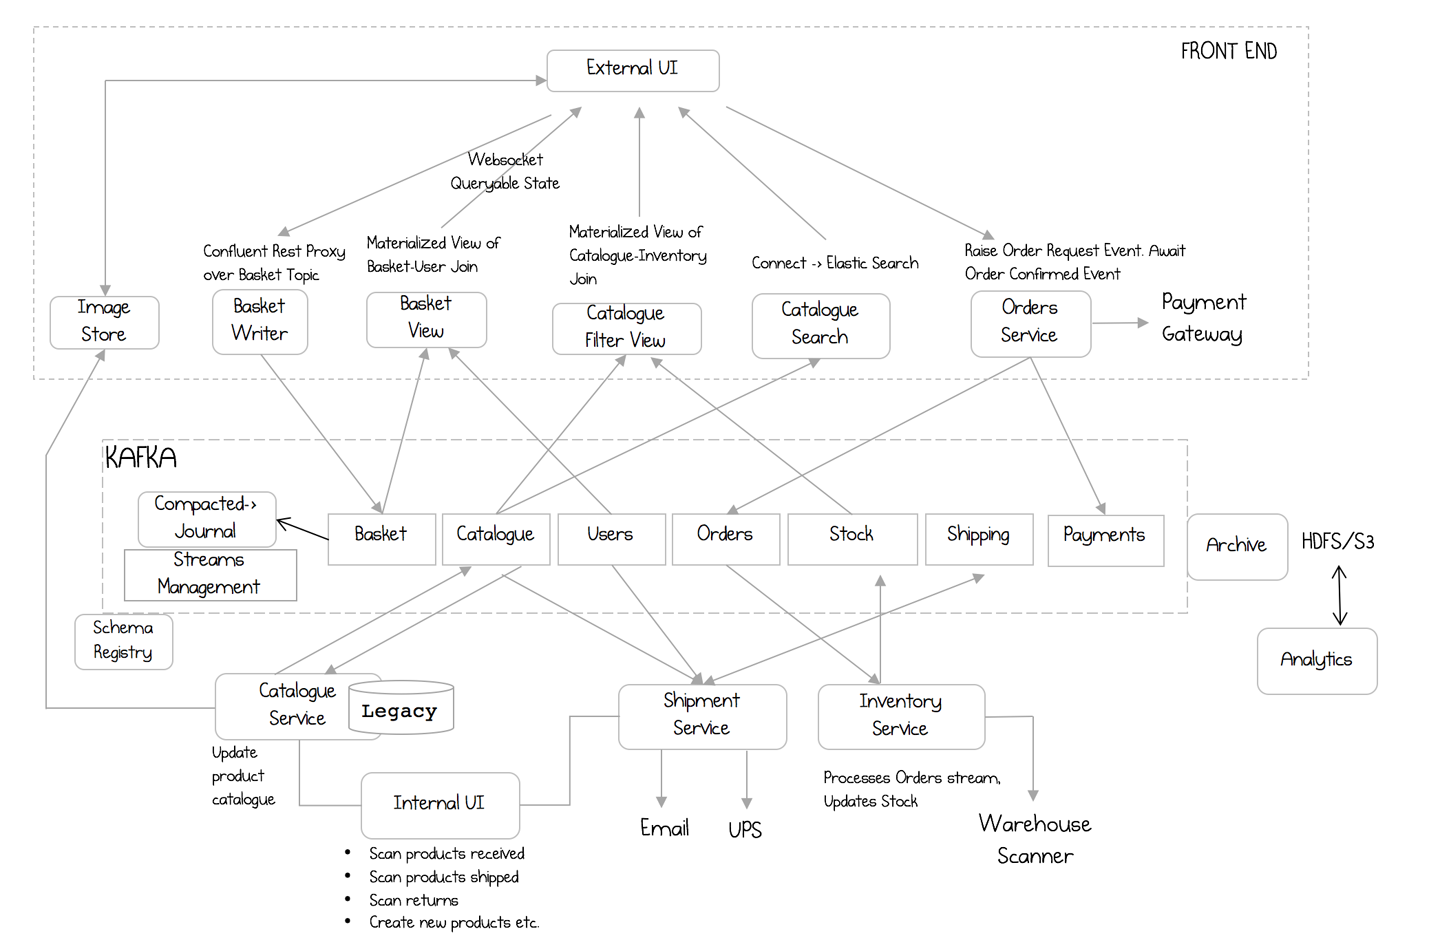 FRONT END
External UI
Websocket
Queryable State
Confluent Rest Proxy
over Basket Topic
Materialized View of
Basket-User Join
Materialized View of
Catalogue-Inventory
Join
Connect -> Elastic Search
Raise Order Request Event. Await
Order Confirmed Event
Image
Store
Basket
Writer
Basket
View
Catalogue
Filter View
Catalogue
Search
Orders
Service
Payment
Gateway
KAFKA
Compacted->
Journal
Streams
Management
Basket
Catalogue
Users
Orders
Stock
Shipping
Payments
Archive
HDFS/S3
Schema
Registry
Analytics
Catalogue
Service
Legacy
Update
product
catalogue
Shipment
Service
Inventory
Service
Processes Orders stream,
Updates Stock
Internal UI
Email
UPS
Warehouse
Scanner
• Scan products received
• Scan products shipped
• Scan returns
• Create new products etc.